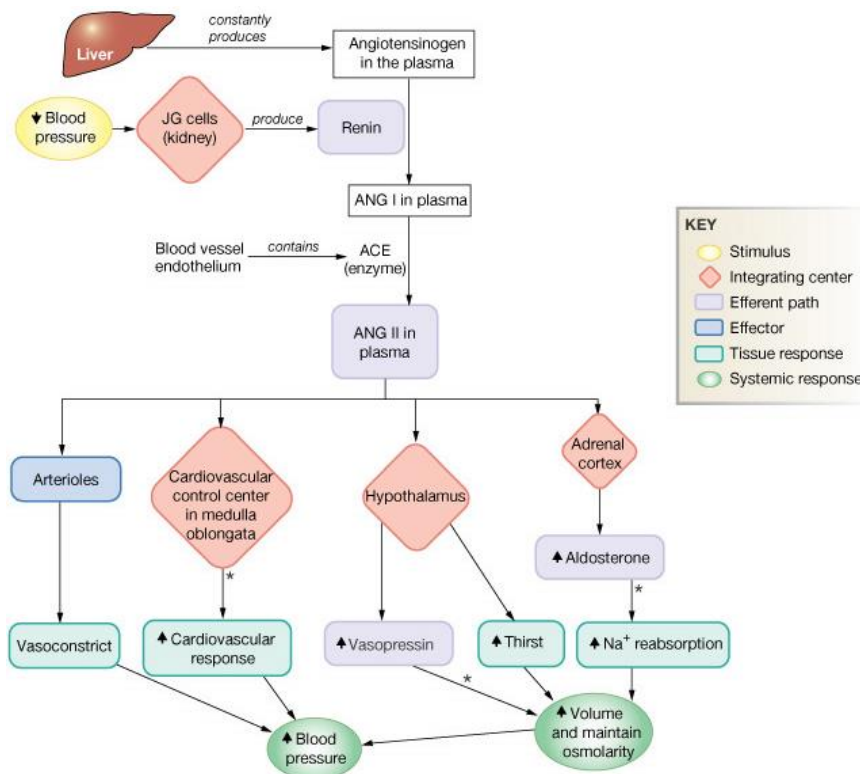 constantly
produces
Liver
Angiotensinogen
in the plasma
Blood
pressure
JG cells
(kidney)
produce
Renin
ANG I in plasma
Blood vessel
endothelium
contains
ACE
(enzyme)
ANG II in
plasma
KEY
Stimulus
Integrating center
Efferent path
Effector
Tissue response
Systemic response
Arterioles
Cardiovascular
control center
in medulla
oblongata
Hypothalamus
Adrenal
cortex
Aldosterone
*
*
Vasoconstrict
Cardiovascular
response
Vasopressin
Thirst
Na⁺ reabsorption
*
Blood
pressure
Volume
and maintain
osmolarity